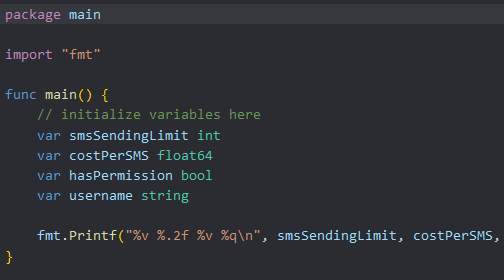 package main
import "fmt"
func main() {
// initialize variables here
var smsSendingLimit int
var costPerSMS float64
var hasPermission bool
var username string
fmt.Printf("%v %.2f %v %q\n", smsSendingLimit, costPerSMS,
}